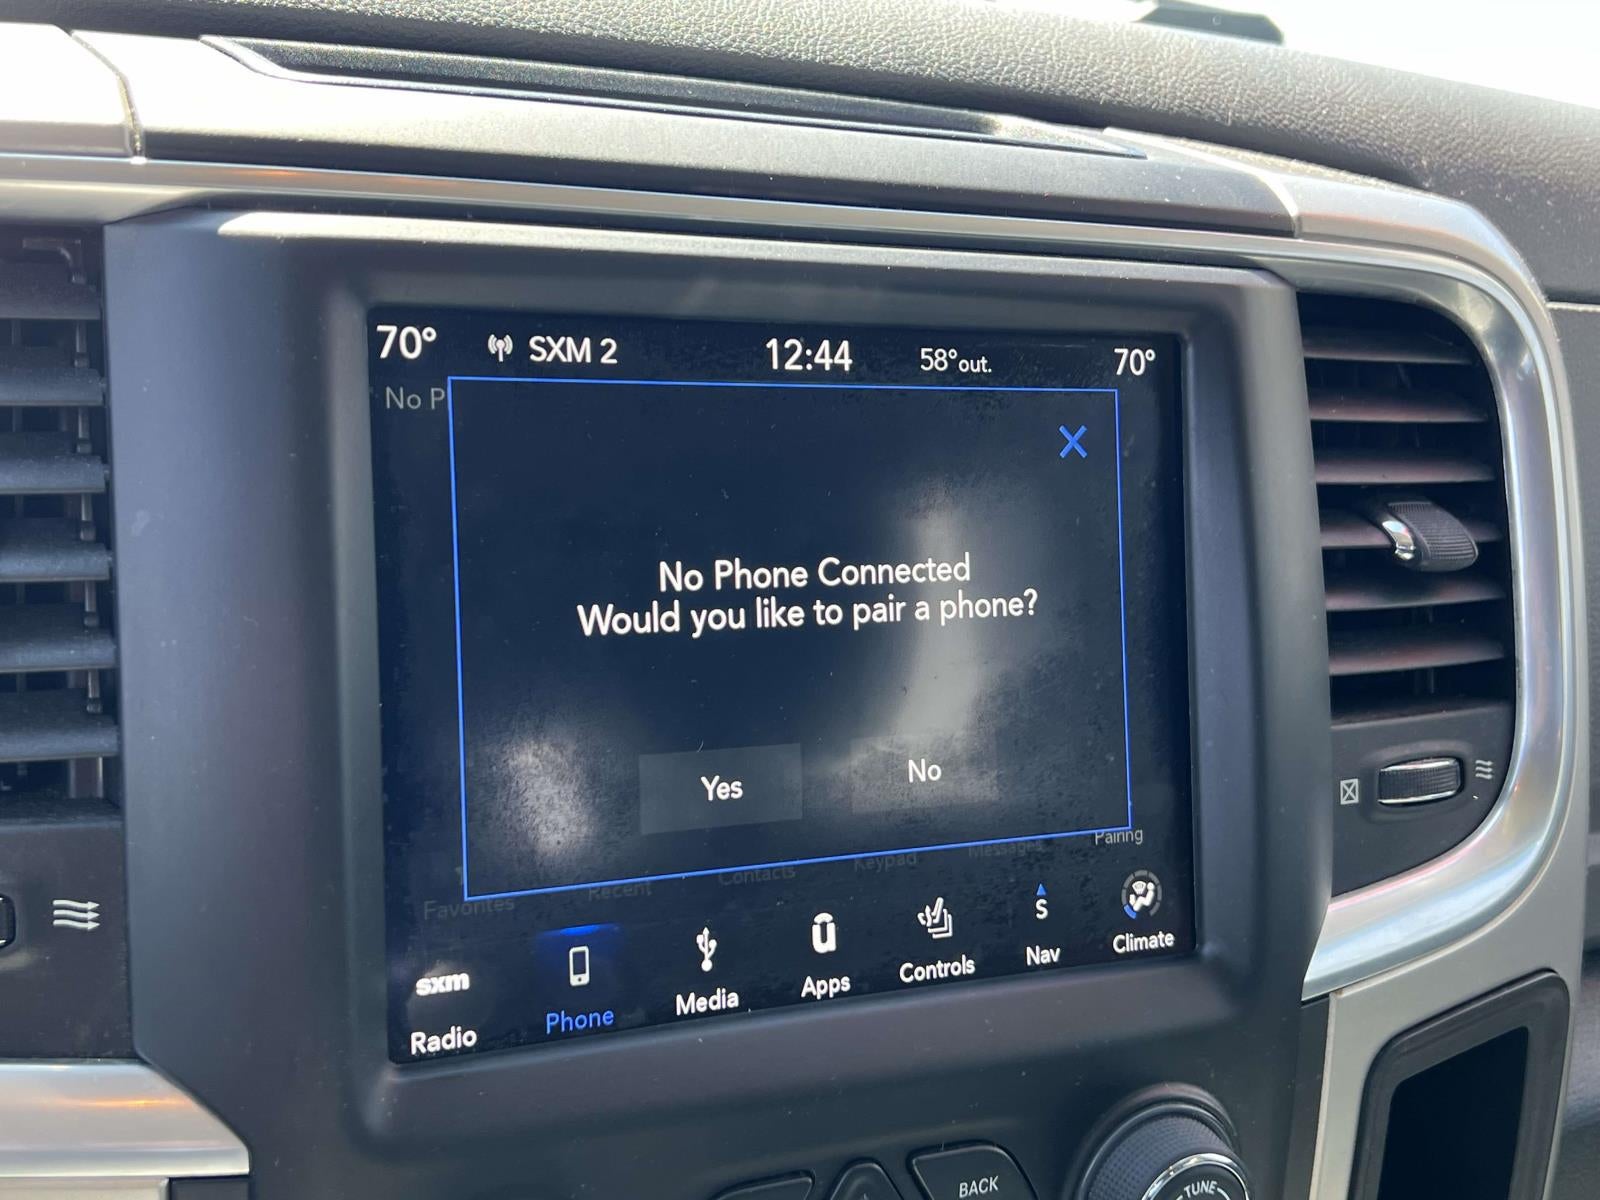 70° SXM 2 12:44 58°out. 70°
No P
No Phone Connected
Would you like to pair a phone?
Yes No
Favorites Recent Contacts Keypad Messages Pairing
sxm S
Radio Phone Media Apps Controls Nav Climate
BACK
TUNE